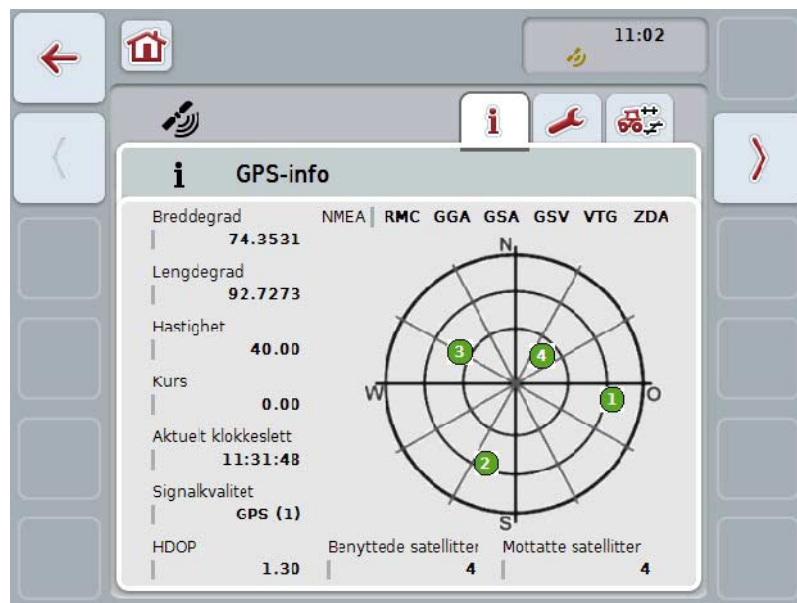 11:02
i
i GPS-info
Breddegrad
74.3531
Lengdegrad
92.7273
Hastighet
40.00
Kurs
0.00
Aktuelt klokkeslett
11:31:48
Signalkvalitet
GPS (1)
HDOP
1.30
NMEA RMC GGA GSA GSV VTG ZDA
N
3
4
W
1
O
2
S
Benyttede satellitter
4
Mottatte satellitter
4